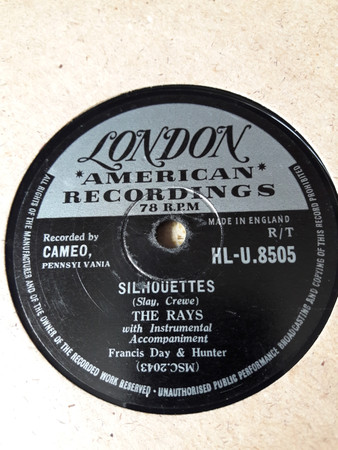 LONDON
*AMERICAN*
RECORDINGS
78 R.P.M
MADE IN ENGLAND
R/T
Recorded by
CAMEO,
PENNSYLVANIA
HL-U.8505
SILHOUETTES
(Slay, Crewe)
THE RAYS
with Instrumental
Accompaniment
Francis Day & Hunter
(MSC.2043)
ALL RIGHTS OF THE MANUFACTURER AND OF THE OWNER OF THE RECORDED WORK RESERVED · UNAUTHORISED PUBLIC PERFORMANCE BROADCASTING AND COPYING OF THIS RECORD PROHIBITED